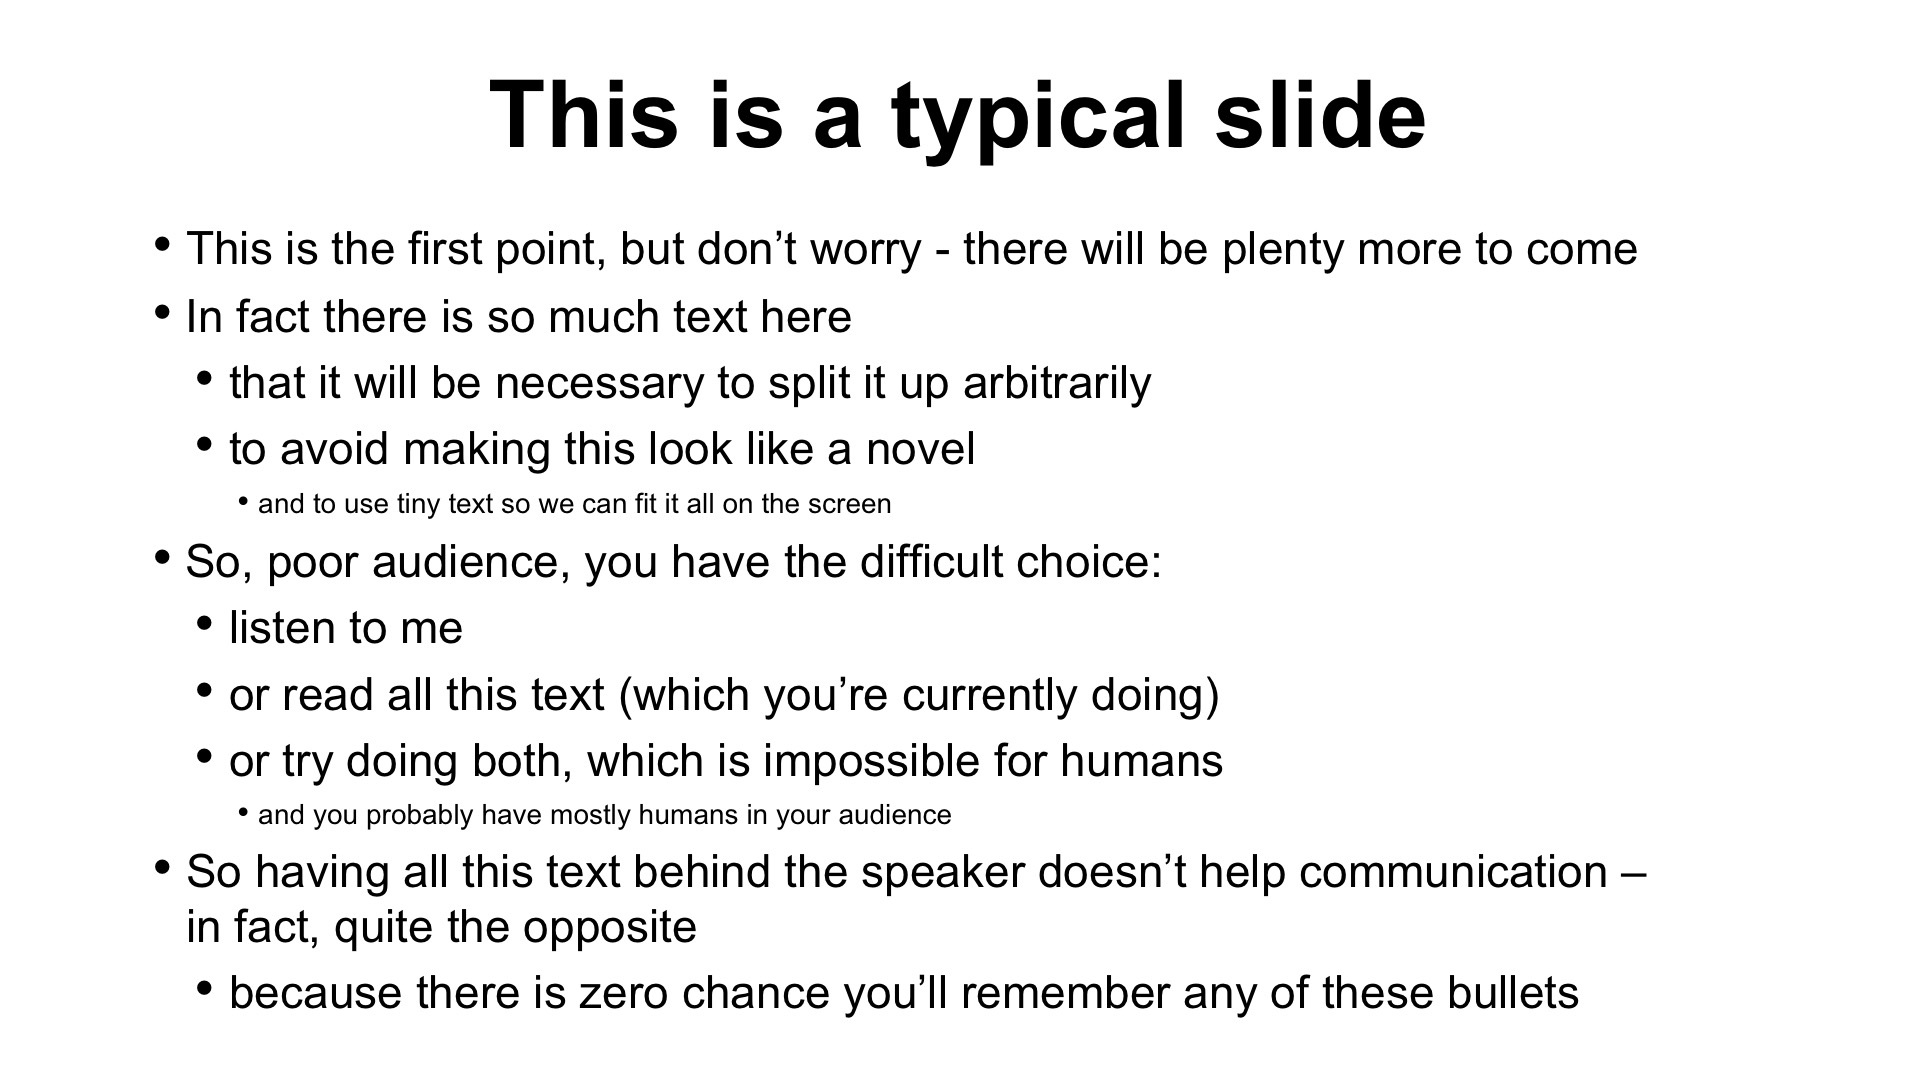 This is a typical slide
• This is the first point, but don’t worry - there will be plenty more to come
• In fact there is so much text here
• that it will be necessary to split it up arbitrarily
• to avoid making this look like a novel
• and to use tiny text so we can fit it all on the screen
• So, poor audience, you have the difficult choice:
• listen to me
• or read all this text (which you’re currently doing)
• or try doing both, which is impossible for humans
• and you probably have mostly humans in your audience
• So having all this text behind the speaker doesn’t help communication –
in fact, quite the opposite
• because there is zero chance you’ll remember any of these bullets